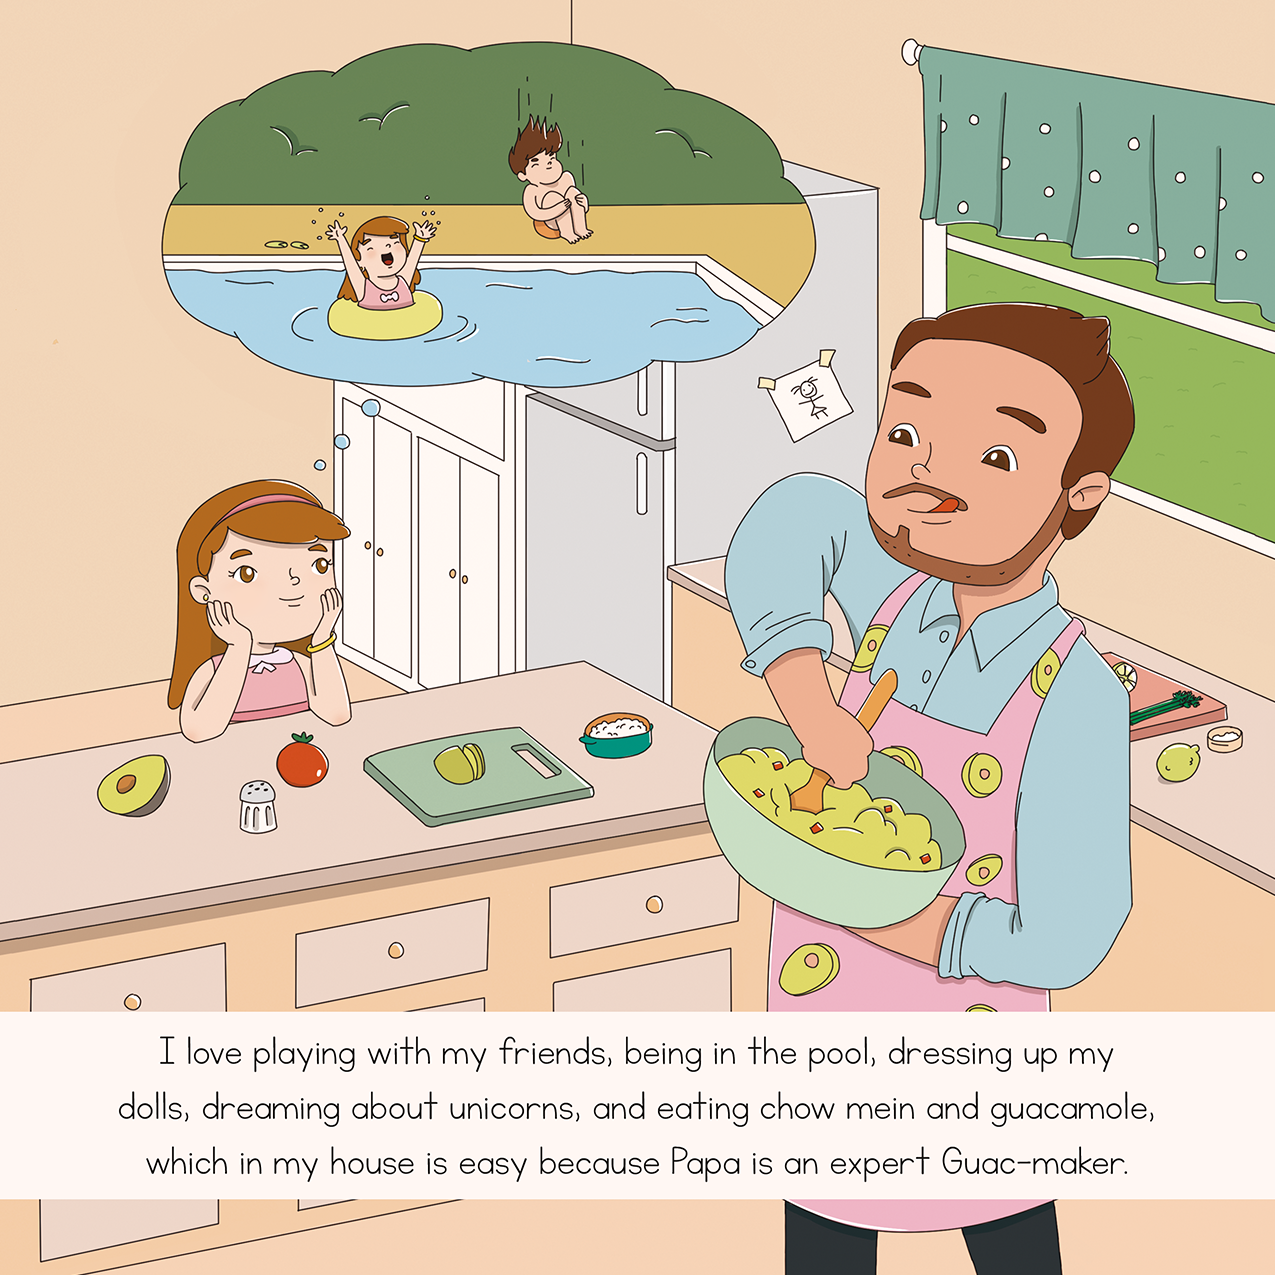 I love playing with my friends, being in the pool, dressing up my
dolls, dreaming about unicorns, and eating chow mein and guacamole,
which in my house is easy because Papa is an expert Guac-maker.